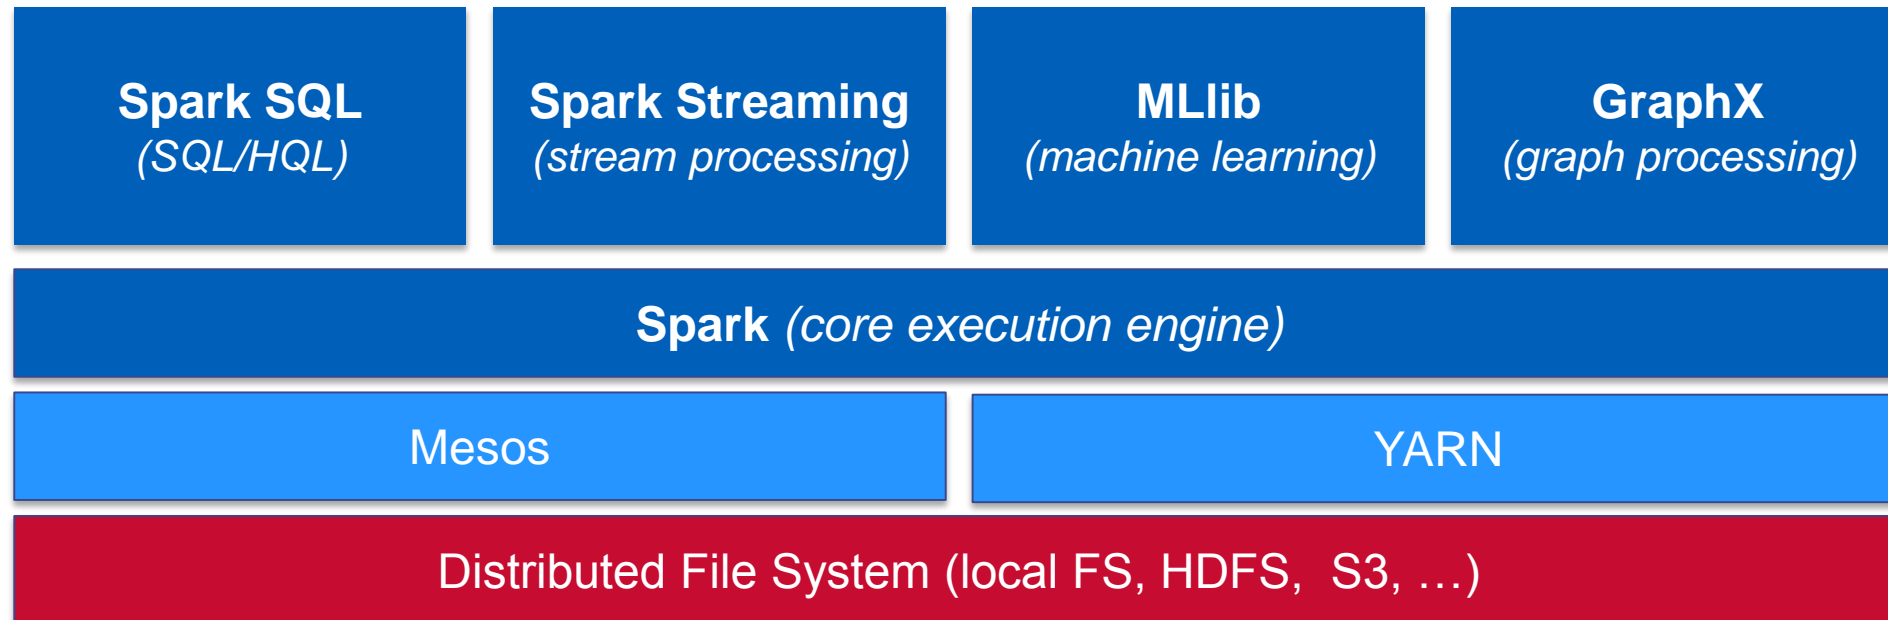 Spark SQL
(SQL/HQL)
Spark Streaming
(stream processing)
MLlib
(machine learning)
GraphX
(graph processing)
Spark (core execution engine)
Mesos
YARN
Distributed File System (local FS, HDFS,  S3, …)